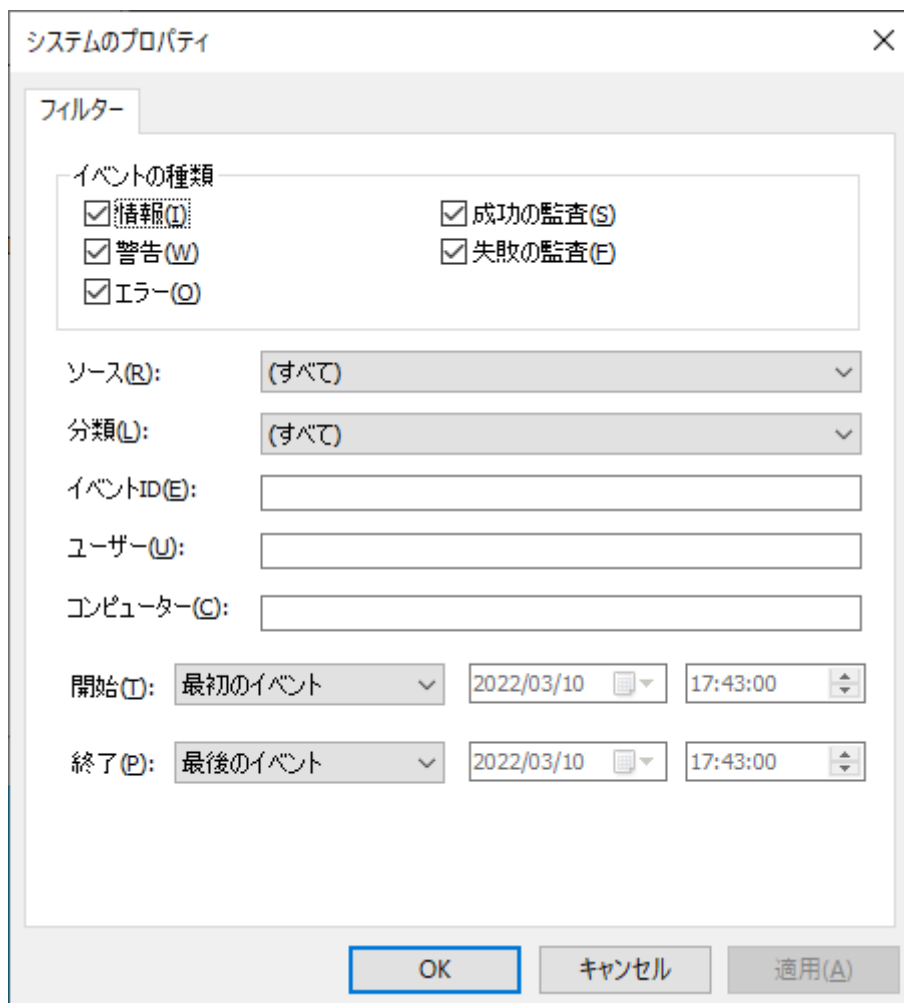 システムのプロパティ
フィルター
イベントの種類
情報(I) 成功の監査(S)
警告(W) 失敗の監査(F)
エラー(O)
ソース(R): (すべて)
分類(L): (すべて)
イベントID(E):
ユーザー(U):
コンピューター(C):
開始(T): 最初のイベント 2022/03/10 17:43:00
終了(P): 最後のイベント 2022/03/10 17:43:00
OK キャンセル 適用(A)